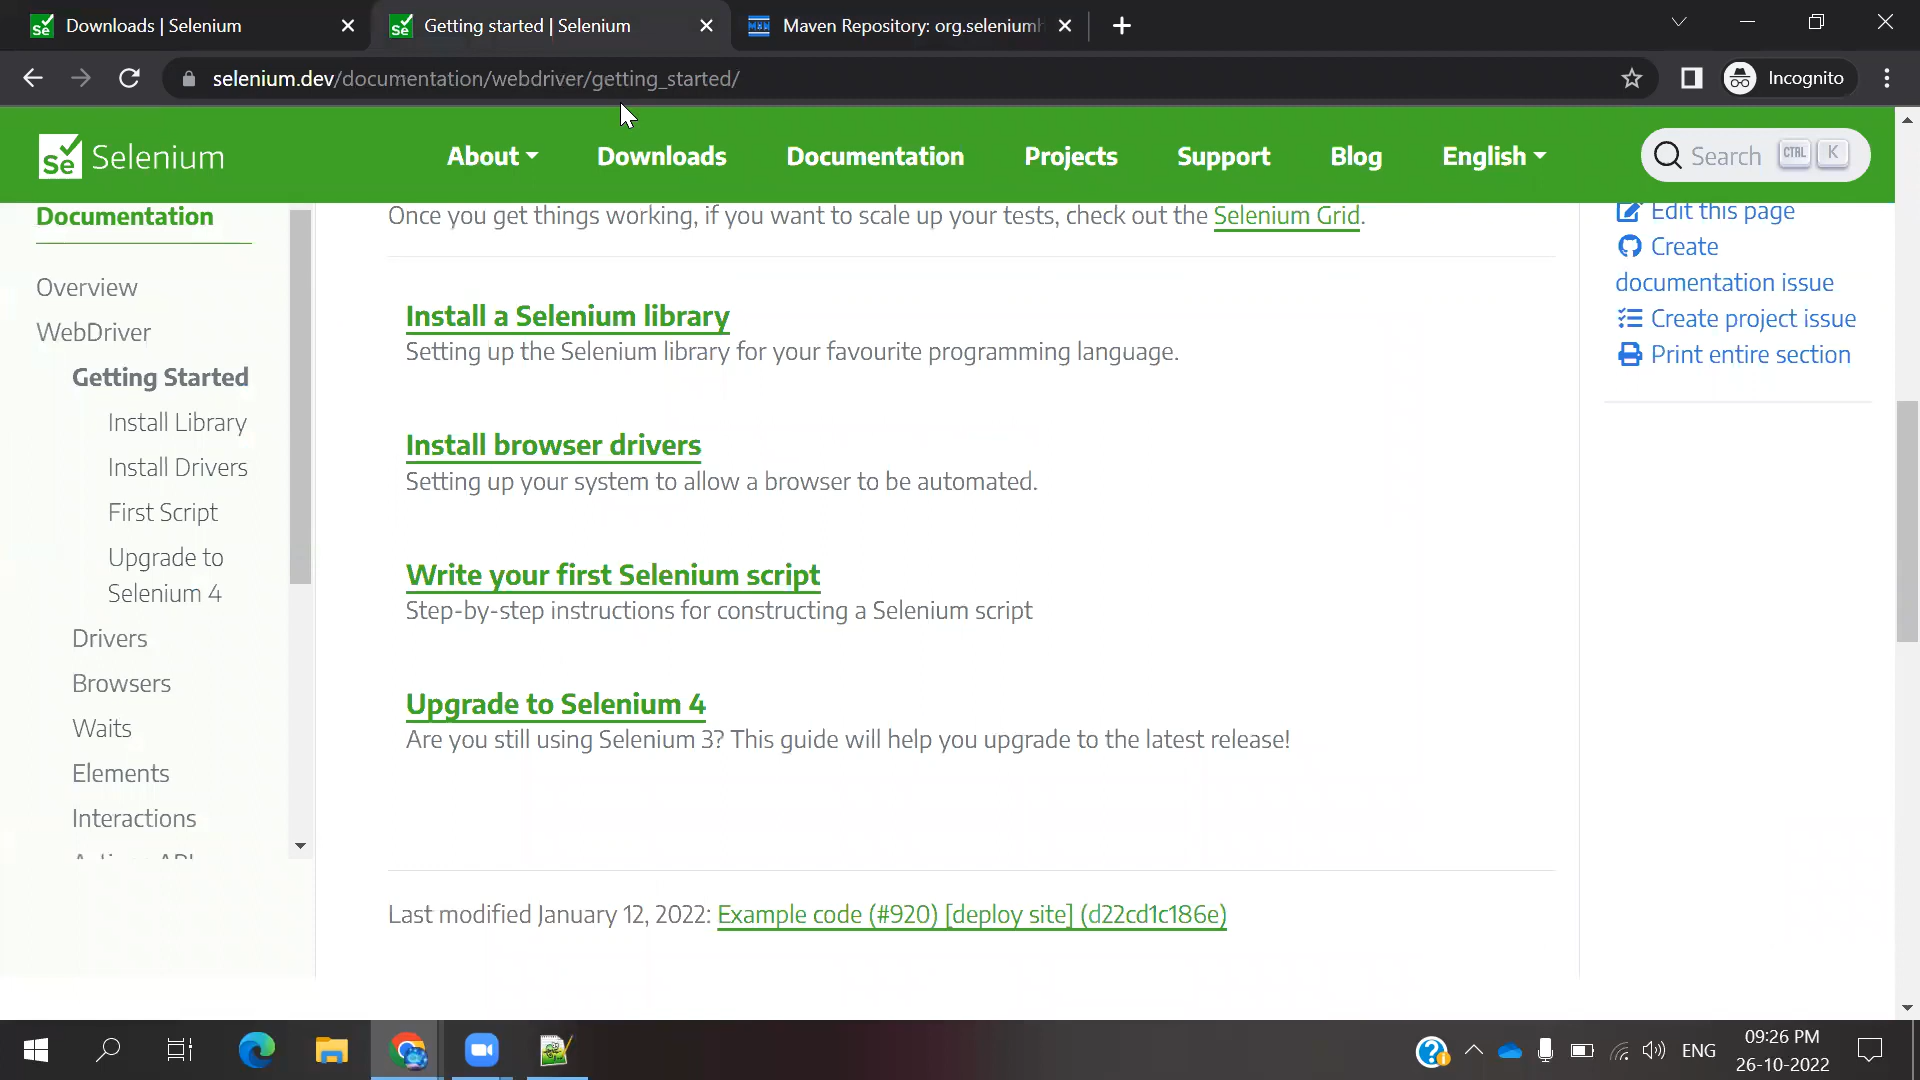 Downloads | Selenium
Getting started | Selenium
Maven Repository: org.seleniumh
selenium.dev/documentation/webdriver/getting_started/
Incognito
Se Selenium
About
Downloads
Documentation
Projects
Support
Blog
English
Search CTRL K
Documentation
Overview
WebDriver
Getting Started
Install Library
Install Drivers
First Script
Upgrade to
Selenium 4
Drivers
Browsers
Waits
Elements
Interactions
Once you get things working, if you want to scale up your tests, check out the Selenium Grid.
Install a Selenium library
Setting up the Selenium library for your favourite programming language.
Install browser drivers
Setting up your system to allow a browser to be automated.
Write your first Selenium script
Step-by-step instructions for constructing a Selenium script
Upgrade to Selenium 4
Are you still using Selenium 3? This guide will help you upgrade to the latest release!
Last modified January 12, 2022: Example code (#920) [deploy site] (d22cd1c186e)
Edit this page
Create
documentation issue
Create project issue
Print entire section
ENG
09:26 PM
26-10-2022